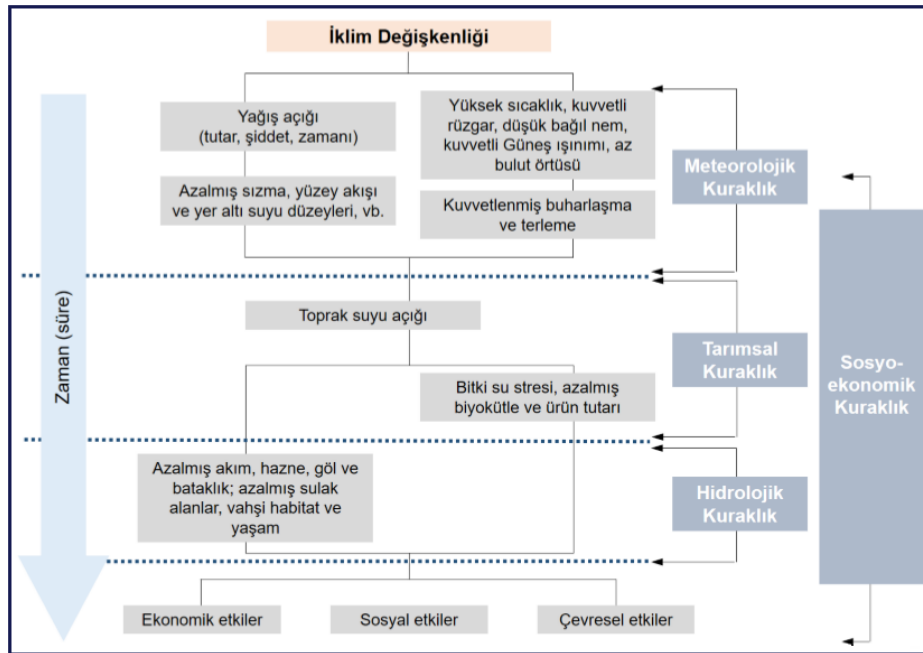 İklim Değişkenliği
Yağış açığı
(tutar, şiddet, zamanı)
Yüksek sıcaklık, kuvvetli
rüzgar, düşük bağıl nem,
kuvvetli Güneş ışınımı, az
bulut örtüsü
Azalmış sızma, yüzey akışı
ve yer altı suyu düzeyleri, vb.
Kuvvetlenmiş buharlaşma
ve terleme
Meteorolojik
Kuraklık
Zaman (süre)
Toprak suyu açığı
Bitki su stresi, azalmış
biyokütle ve ürün tutarı
Tarımsal
Kuraklık
Sosyo-
ekonomik
Kuraklık
Azalmış akım, hazne, göl ve
bataklık; azalmış sulak
alanlar, vahşi habitat ve
yaşam
Hidrolojik
Kuraklık
Ekonomik etkiler
Sosyal etkiler
Çevresel etkiler